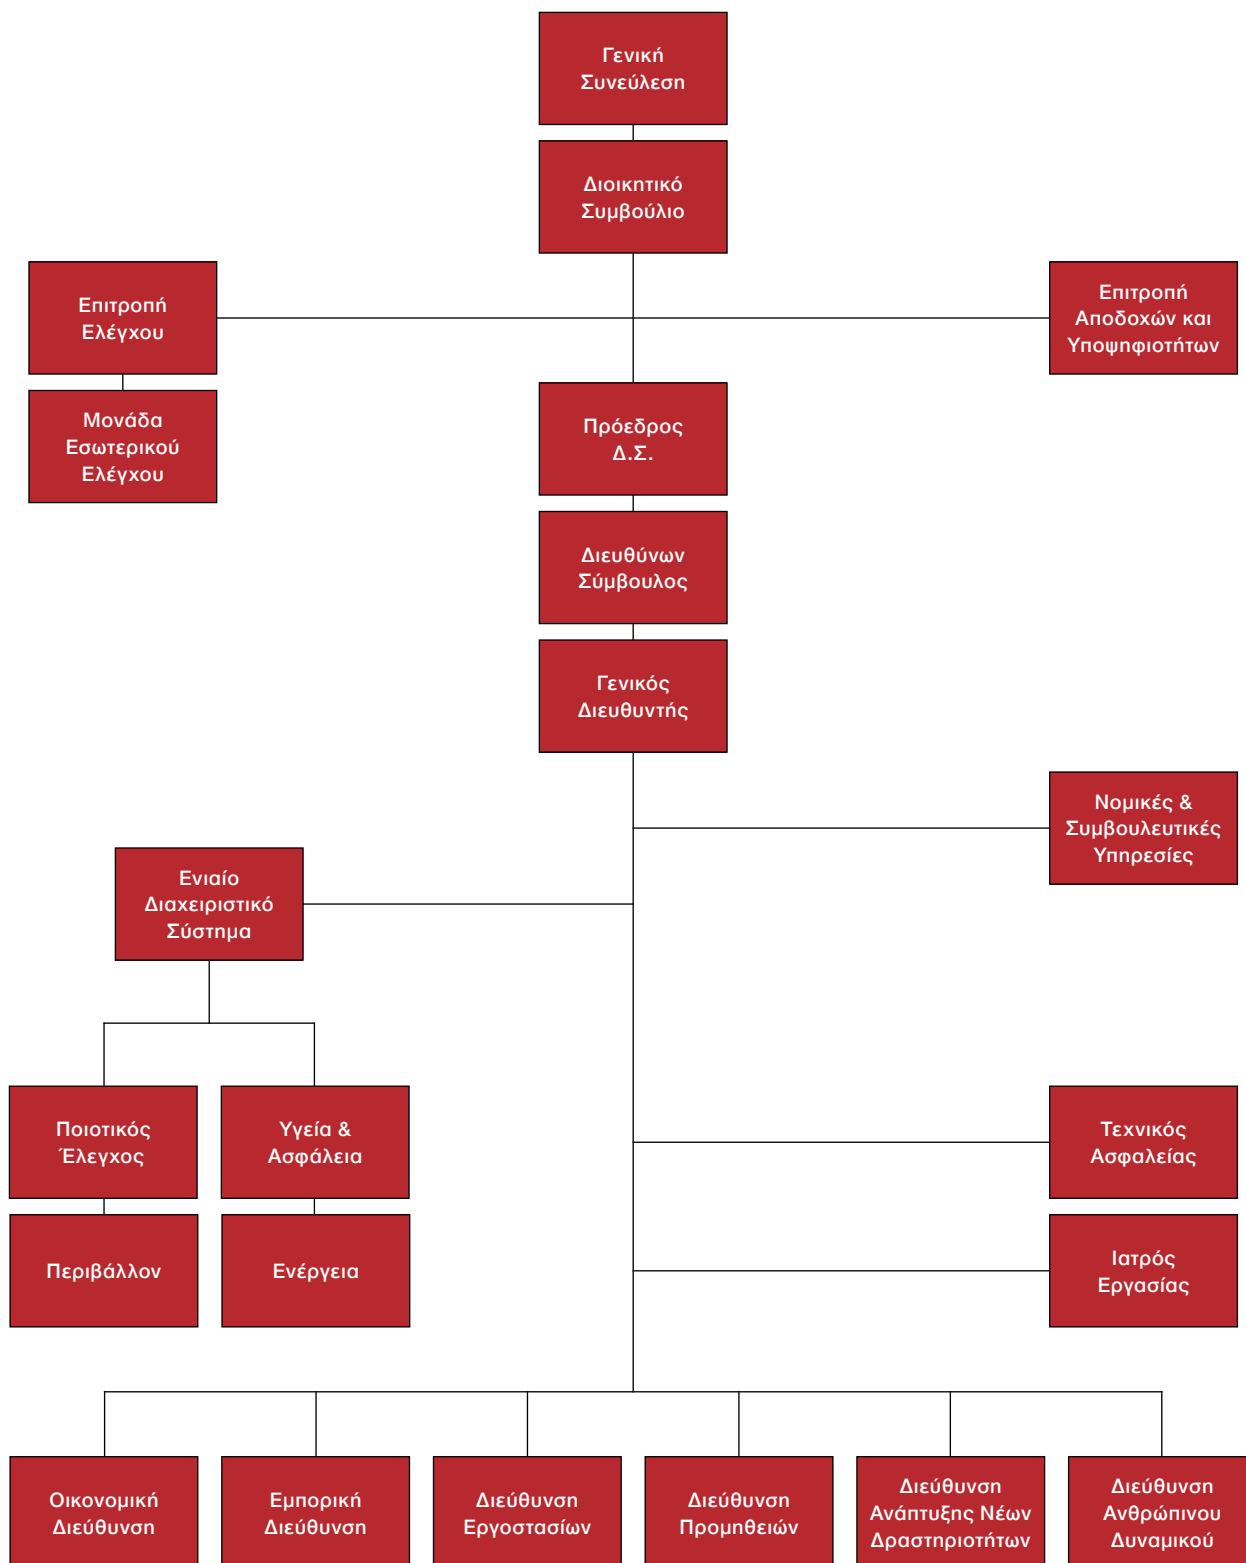 Γενική
Συνεύλεση
Διοικητικό
Συμβούλιο
Επιτροπή
Ελέγχου
Επιτροπή
Αποδοχών και
Υποψηφιοτήτων
Μονάδα
Εσωτερικού
Ελέγχου
Πρόεδρος
Δ.Σ.
Διευθύνων
Σύμβουλος
Γενικός
Διευθυντής
Νομικές &
Συμβουλευτικές
Υπηρεσίες
Ενιαίο
Διαχειριστικό
Σύστημα
Ποιοτικός
Έλεγχος
Υγεία &
Ασφάλεια
Τεχνικός
Ασφαλείας
Περιβάλλον
Ενέργεια
Ιατρός
Εργασίας
Οικονομική
Διεύθυνση
Εμπορική
Διεύθυνση
Διεύθυνση
Εργοστασίων
Διεύθυνση
Προμηθειών
Διεύθυνση
Ανάπτυξης Νέων
Δραστηριοτήτων
Διεύθυνση
Ανθρώπινου
Δυναμικού